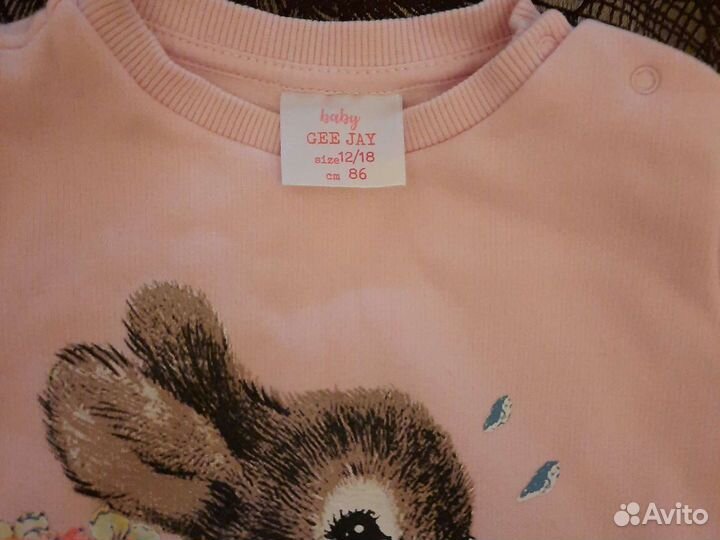 baby
GEE JAY
size 12/18
cm 86
Avito